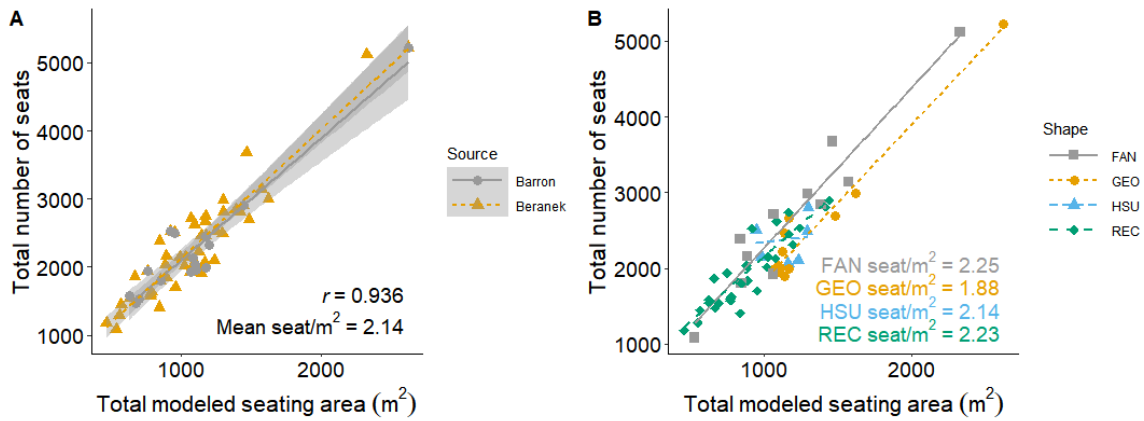 A
Total number of seats
5000
4000
3000
2000
1000
1000
2000
Total modeled seating area (m²)
r = 0.936
Mean seat/m² = 2.14
Source
Barron
Beranek
B
Total number of seats
5000
4000
3000
2000
1000
1000
2000
Total modeled seating area (m²)
FAN seat/m² = 2.25
GEO seat/m² = 1.88
HSU seat/m² = 2.14
REC seat/m² = 2.23
Shape
FAN
GEO
HSU
REC